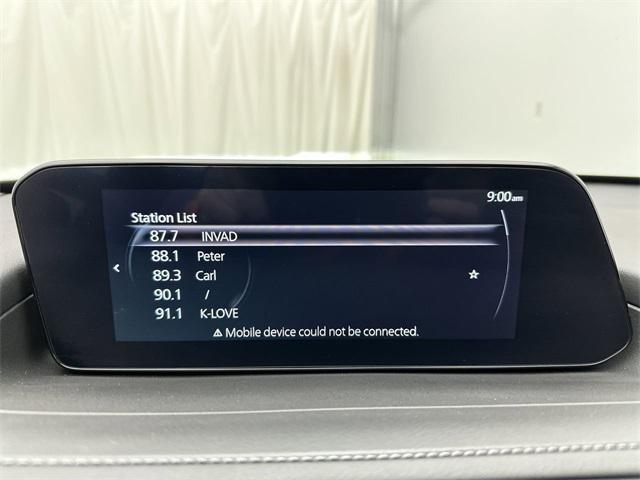 9:00am
Station List
87.7 INVAD
88.1 Peter
89.3 Carl
90.1 /
91.1 K-LOVE
Mobile device could not be connected.